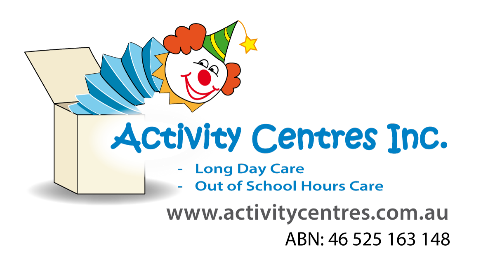 Activity Centres Inc.
- Long Day Care
- Out of School Hours Care
www.activitycentres.com.au
ABN: 46 525 163 148